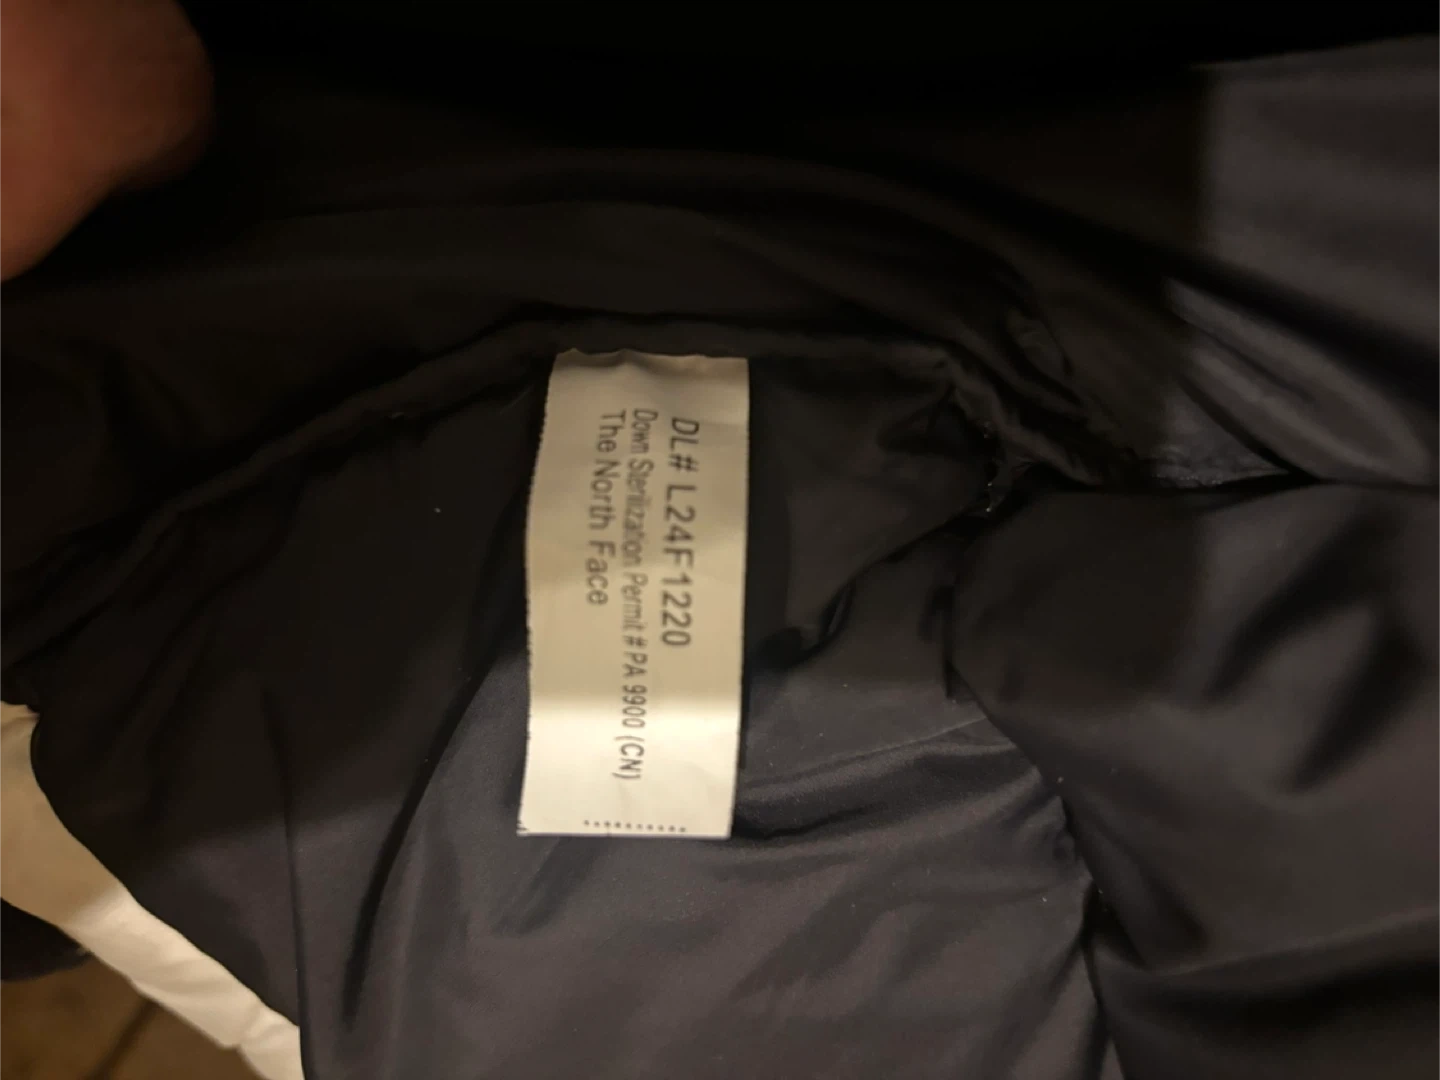 DL# L24F1220
Down Sterilization Permit # PA 9900 (CN)
The North Face